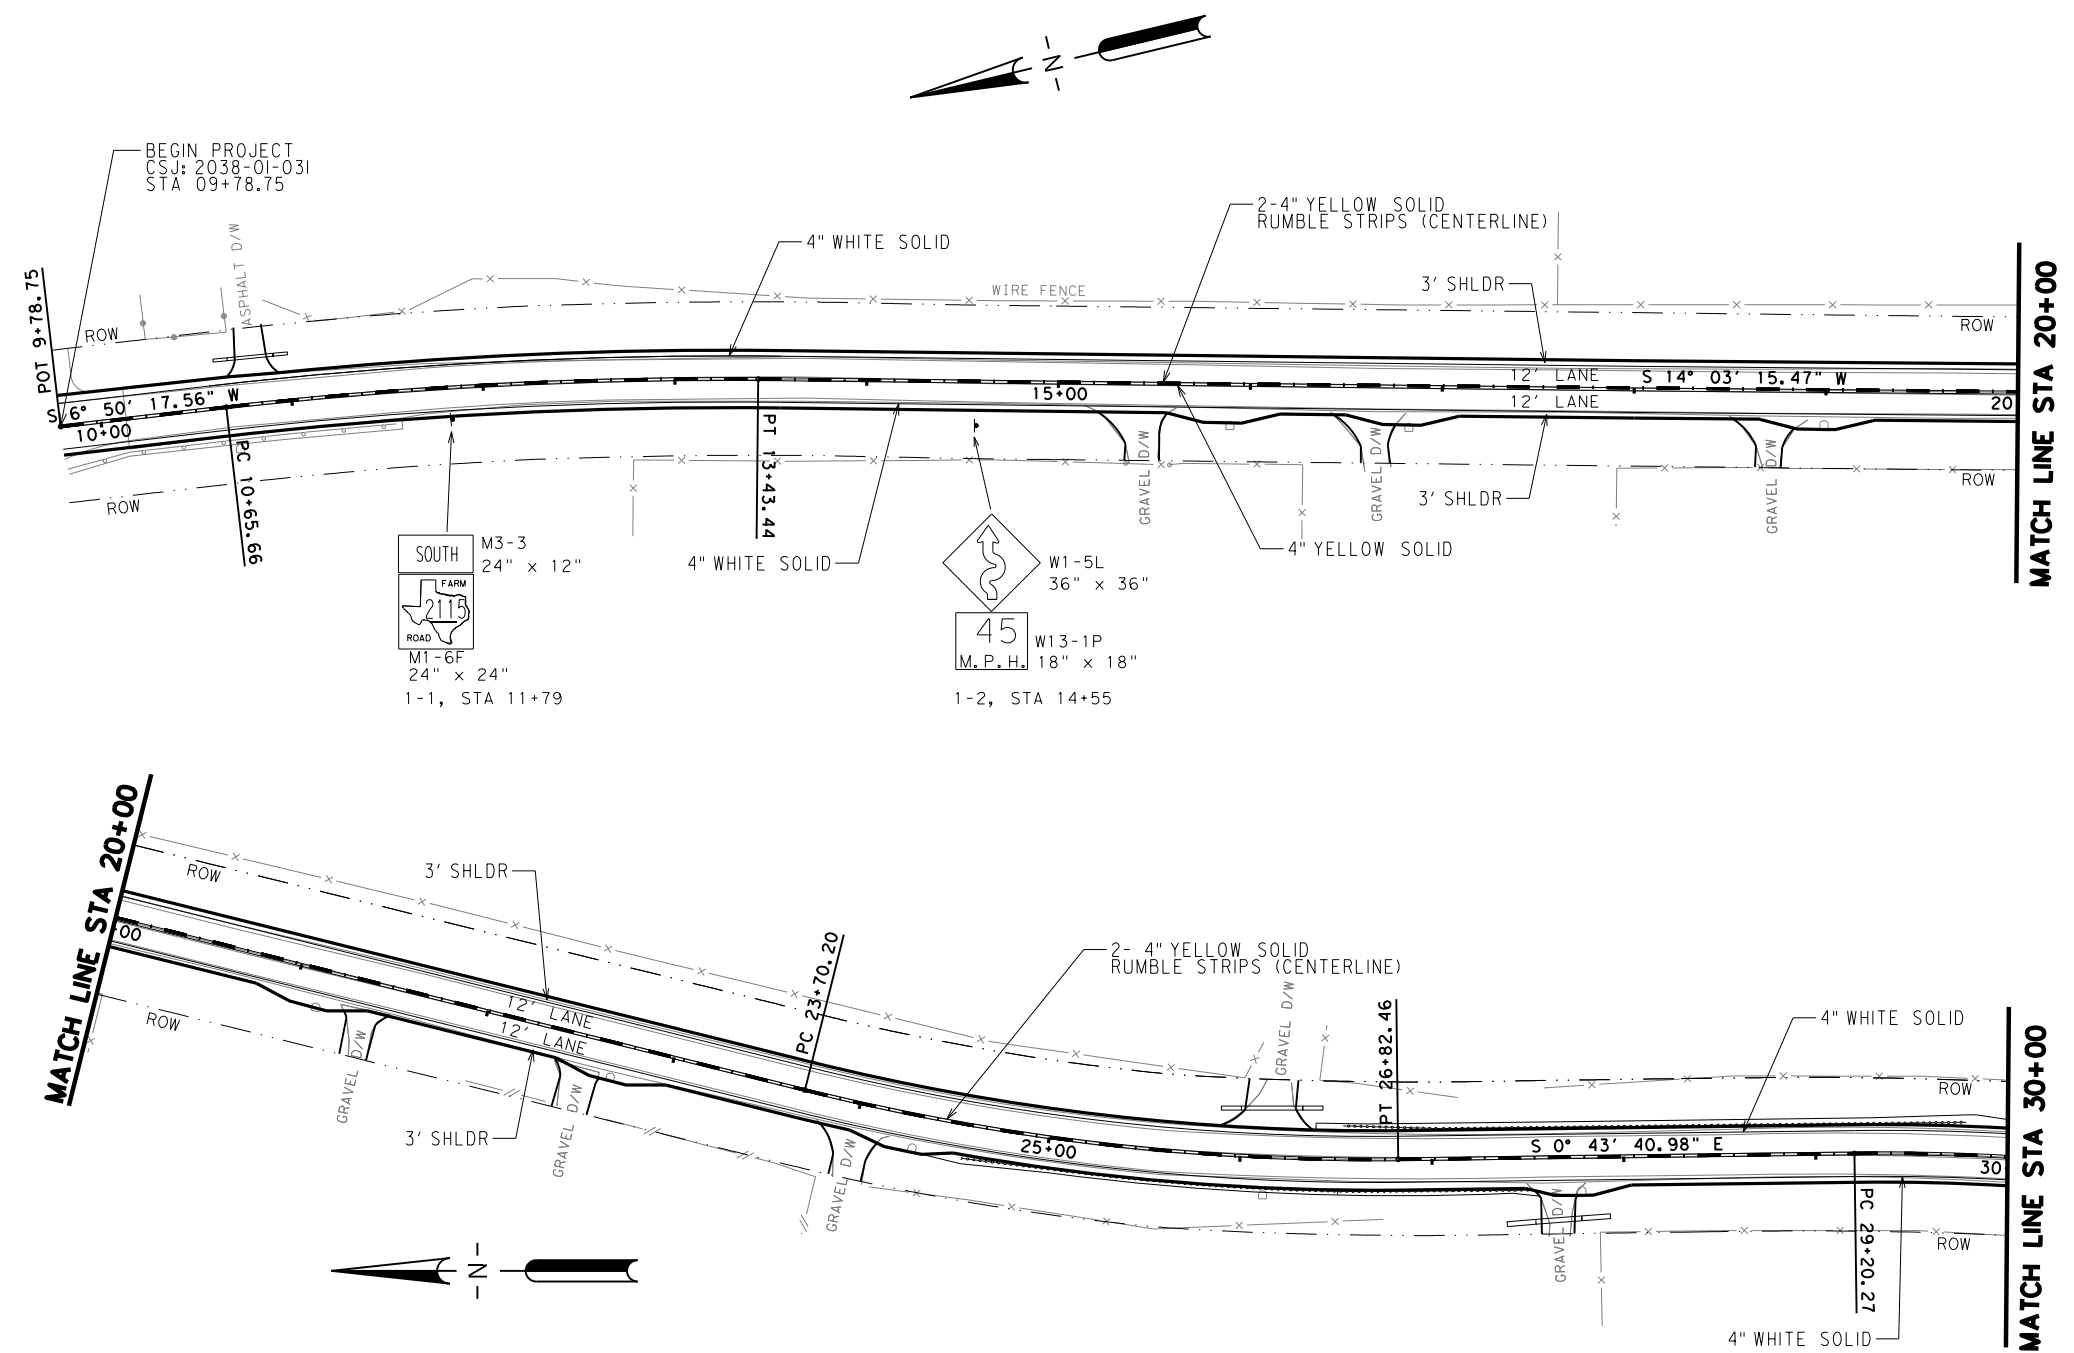 -N-
BEGIN PROJECT
CSJ: 2038-01-031
STA 09+78.75
2-4" YELLOW SOLID
RUMBLE STRIPS (CENTERLINE)
4" WHITE SOLID
ASPHALT D/W
3' SHLDR
WIRE FENCE
POT 9+78.75
ROW
ROW
MATCH LINE STA 20+00
12' LANE
S 14° 03' 15.47" W
S 6° 50' 17.56" W
15+00
12' LANE
20
10+00
PC 10+65.66
PT 13+43.44
GRAVEL D/W
GRAVEL D/W
GRAVEL D/W
ROW
ROW
3' SHLDR
4" WHITE SOLID
4" YELLOW SOLID
SOUTH
M3-3
24" x 12"
FARM
2115
ROAD
M1-6F
24" x 24"
1-1, STA 11+79
W1-5L
36" x 36"
45
M.P.H.
W13-1P
18" x 18"
1-2, STA 14+55
MATCH LINE STA 20+00
ROW
3' SHLDR
00
PC 23+70.20
2- 4" YELLOW SOLID
RUMBLE STRIPS (CENTERLINE)
GRAVEL D/W
PT 26+82.46
4" WHITE SOLID
ROW
12' LANE
12' LANE
ROW
GRAVEL D/W
3' SHLDR
GRAVEL D/W
GRAVEL D/W
25+00
S 0° 43' 40.98" E
30
MATCH LINE STA 30+00
GRAVEL D/W
PC 29+20.27
ROW
4" WHITE SOLID
-N-